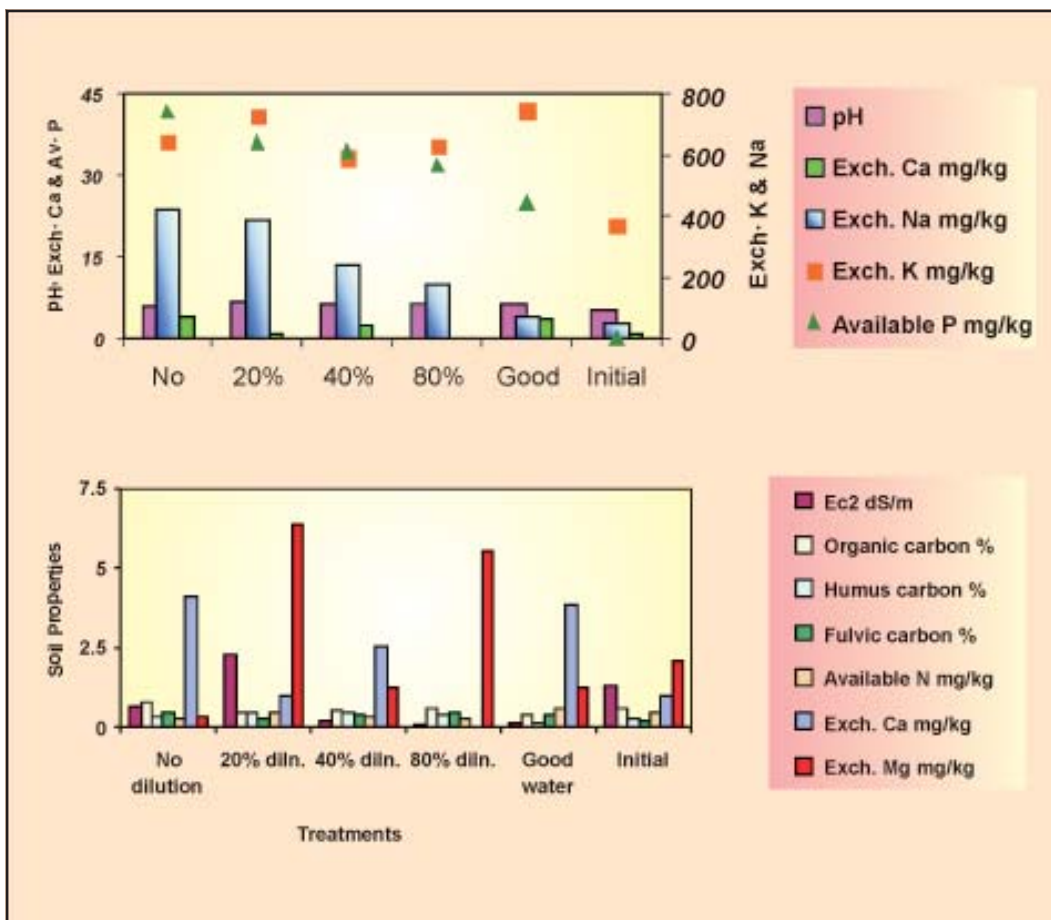 pH, Exch. Ca & Av. P
45
30
15
0
800
600
400
200
0
Exch. K & Na
No
20%
40%
80%
Good
Initial
pH
Exch. Ca mg/kg
Exch. Na mg/kg
Exch. K mg/kg
Available P mg/kg
Soil Properties
7.5
5
2.5
0
No dilution
20% diln.
40% diln.
80% diln.
Good water
Initial
Treatments
Ec2 dS/m
Organic carbon %
Humus carbon %
Fulvic carbon %
Available N mg/kg
Exch. Ca mg/kg
Exch. Mg mg/kg